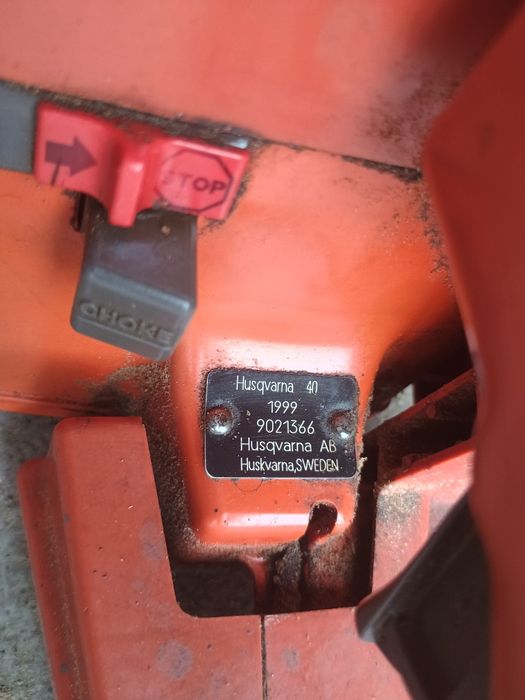 STOP
CHOKE
Husqvarna 40
1999
9021366
Husqvarna AB
Huskvarna,SWEDEN